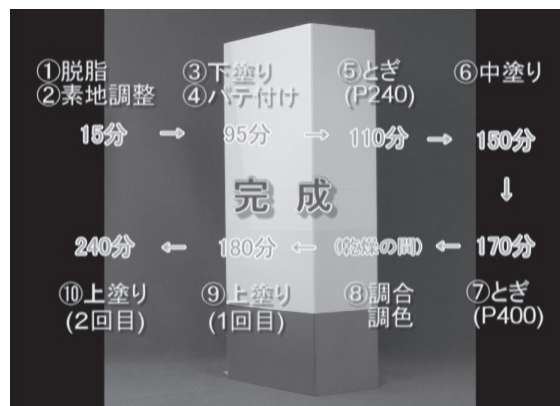 ①脱脂
②素地調整
③下塗り
④パテ付け
⑤とぎ
(P240)
⑥中塗り
15分 → 95分 → 110分 → 150分
↓
完成
240分 ← 180分 ← (乾燥の間) ← 170分
⑩上塗り
(2回目)
⑨上塗り
(1回目)
⑧調合
調色
⑦とぎ
(P400)